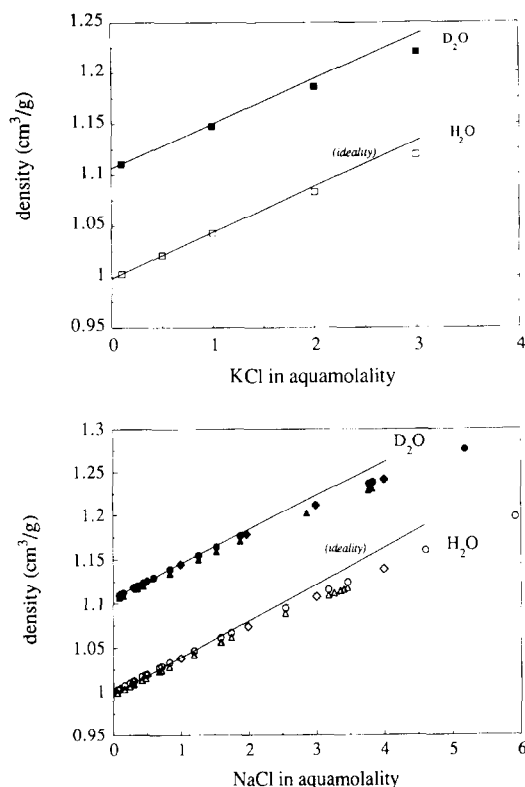 1.25
1.2
1.15
1.1
1.05
1
0.95
density (cm³/g)
D₂O
H₂O
(ideality)
0 1 2 3 4
KCl in aquamolality
1.3
1.25
1.2
1.15
1.1
1.05
1
0.95
density (cm³/g)
D₂O
H₂O
(ideality)
0 1 2 3 4 5 6
NaCl in aquamolality